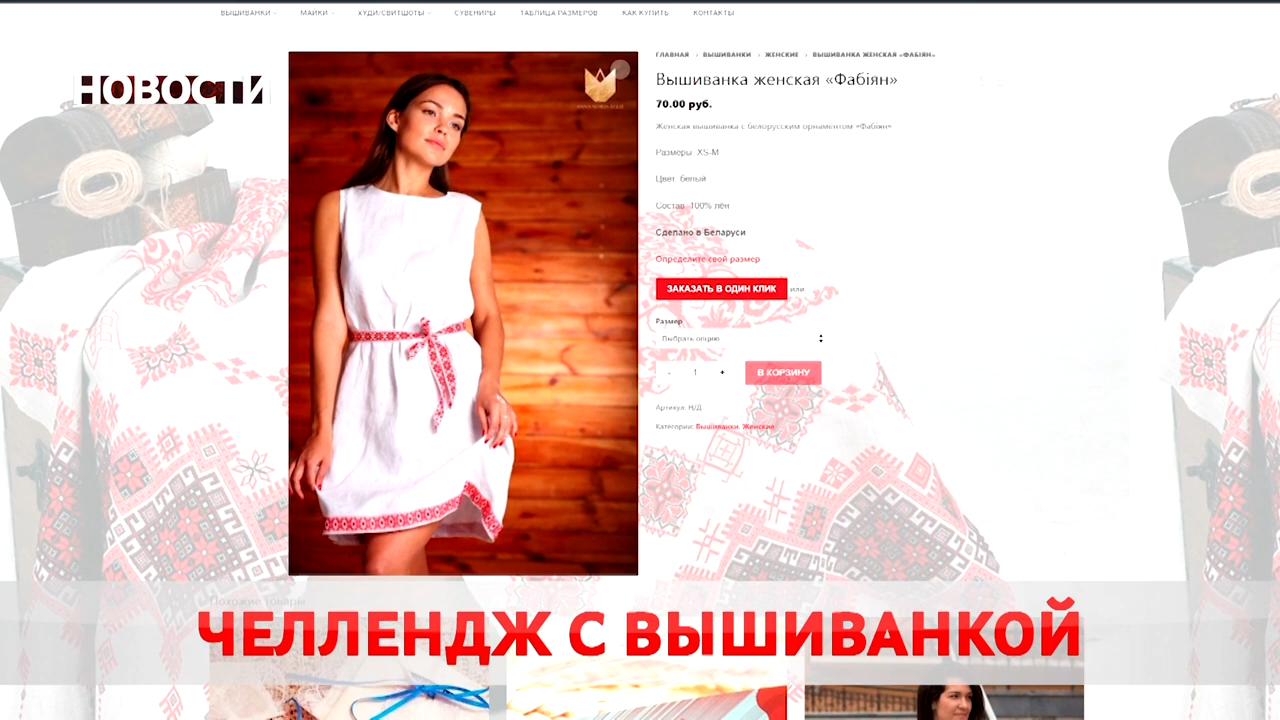 ВЫШИВАНКИ
МАЙКИ
ХУДИ/СВИТШОТЫ
СУВЕНИРЫ
ТАБЛИЦА РАЗМЕРОВ
КАК КУПИТЬ
КОНТАКТЫ
НОВОСТИ
ГЛАВНАЯ › ВЫШИВАНКИ › ЖЕНСКИЕ › ВЫШИВАНКА ЖЕНСКАЯ «ФАБІЯН»
Вышиванка женская «Фабіян»
70.00 руб.
Женская вышиванка с белорусским орнаментом «Фабіян»
Размеры XS-M
Цвет белый
Состав 100% лён
Сделано в Беларуси
Определите свой размер
ЗАКАЗАТЬ В ОДИН КЛИК или
Размер
Выбрать опцию
- 1 +
В КОРЗИНУ
Артикул: Н/Д
Категории: Вышиванки, Женские
Похожие товары
ЧЕЛЛЕНДЖ С ВЫШИВАНКОЙ